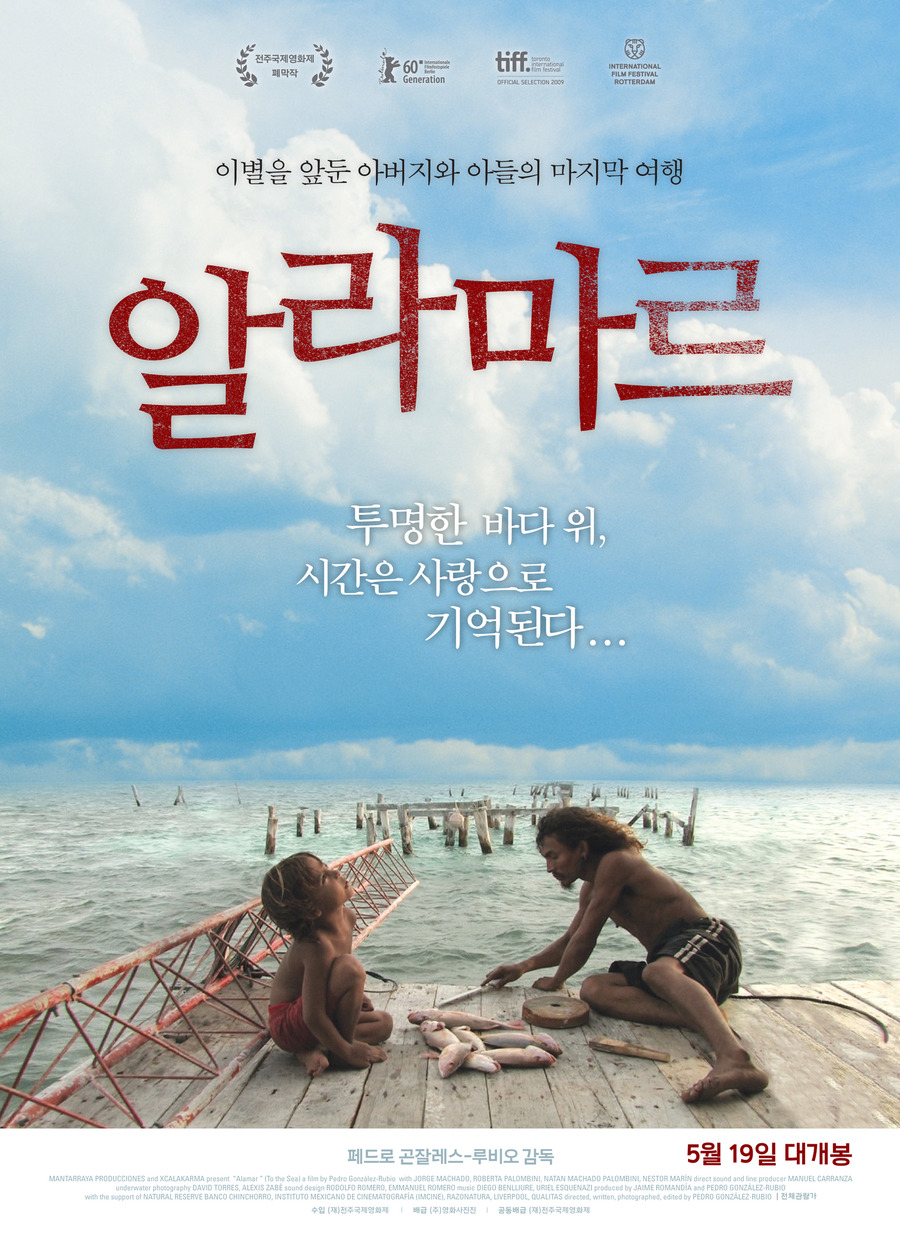 전주국제영화제
폐막작
60 Internationale Filmfestspiele Berlin
Generation
tiff. toronto international film festival
OFFICIAL SELECTION 2009
INTERNATIONAL
FILM FESTIVAL
ROTTERDAM
이별을 앞둔 아버지와 아들의 마지막 여행
알라마르
투명한 바다 위,
시간은 사랑으로
기억된다...
페드로 곤잘레스-루비오 감독
5월 19일 대개봉
MANTARRAYA PRODUCCIONES and XCALAKARMA present "Alamar" (To the Sea) a film by Pedro González-Rubio with JORGE MACHADO, ROBERTA PALOMBINI, NATAN MACHADO PALOMBINI, NESTOR MARÍN direct sound and line producer MANUEL CARRANZA
underwater photography DAVID TORRES, ALEXIS ZABÉ sound design RODOLFO ROMERO, EMMANUEL ROMERO music DIEGO BENLLIURE, URIEL ESQUENAZI produced by JAIME ROMANDÍA and PEDRO GONZÁLEZ-RUBIO
with the support of NATURAL RESERVE BANCO CHINCHORRO, INSTITUTO MEXICANO DE CINEMATOGRAFÍA (IMCINE), RAZONATURA, LIVERPOOL, QUALITAS directed, written, photographed, edited by PEDRO GONZÁLEZ-RUBIO | 전체관람가
수입 (재)전주국제영화제 | 배급 (주)영화사진진 | 공동배급 (재)전주국제영화제